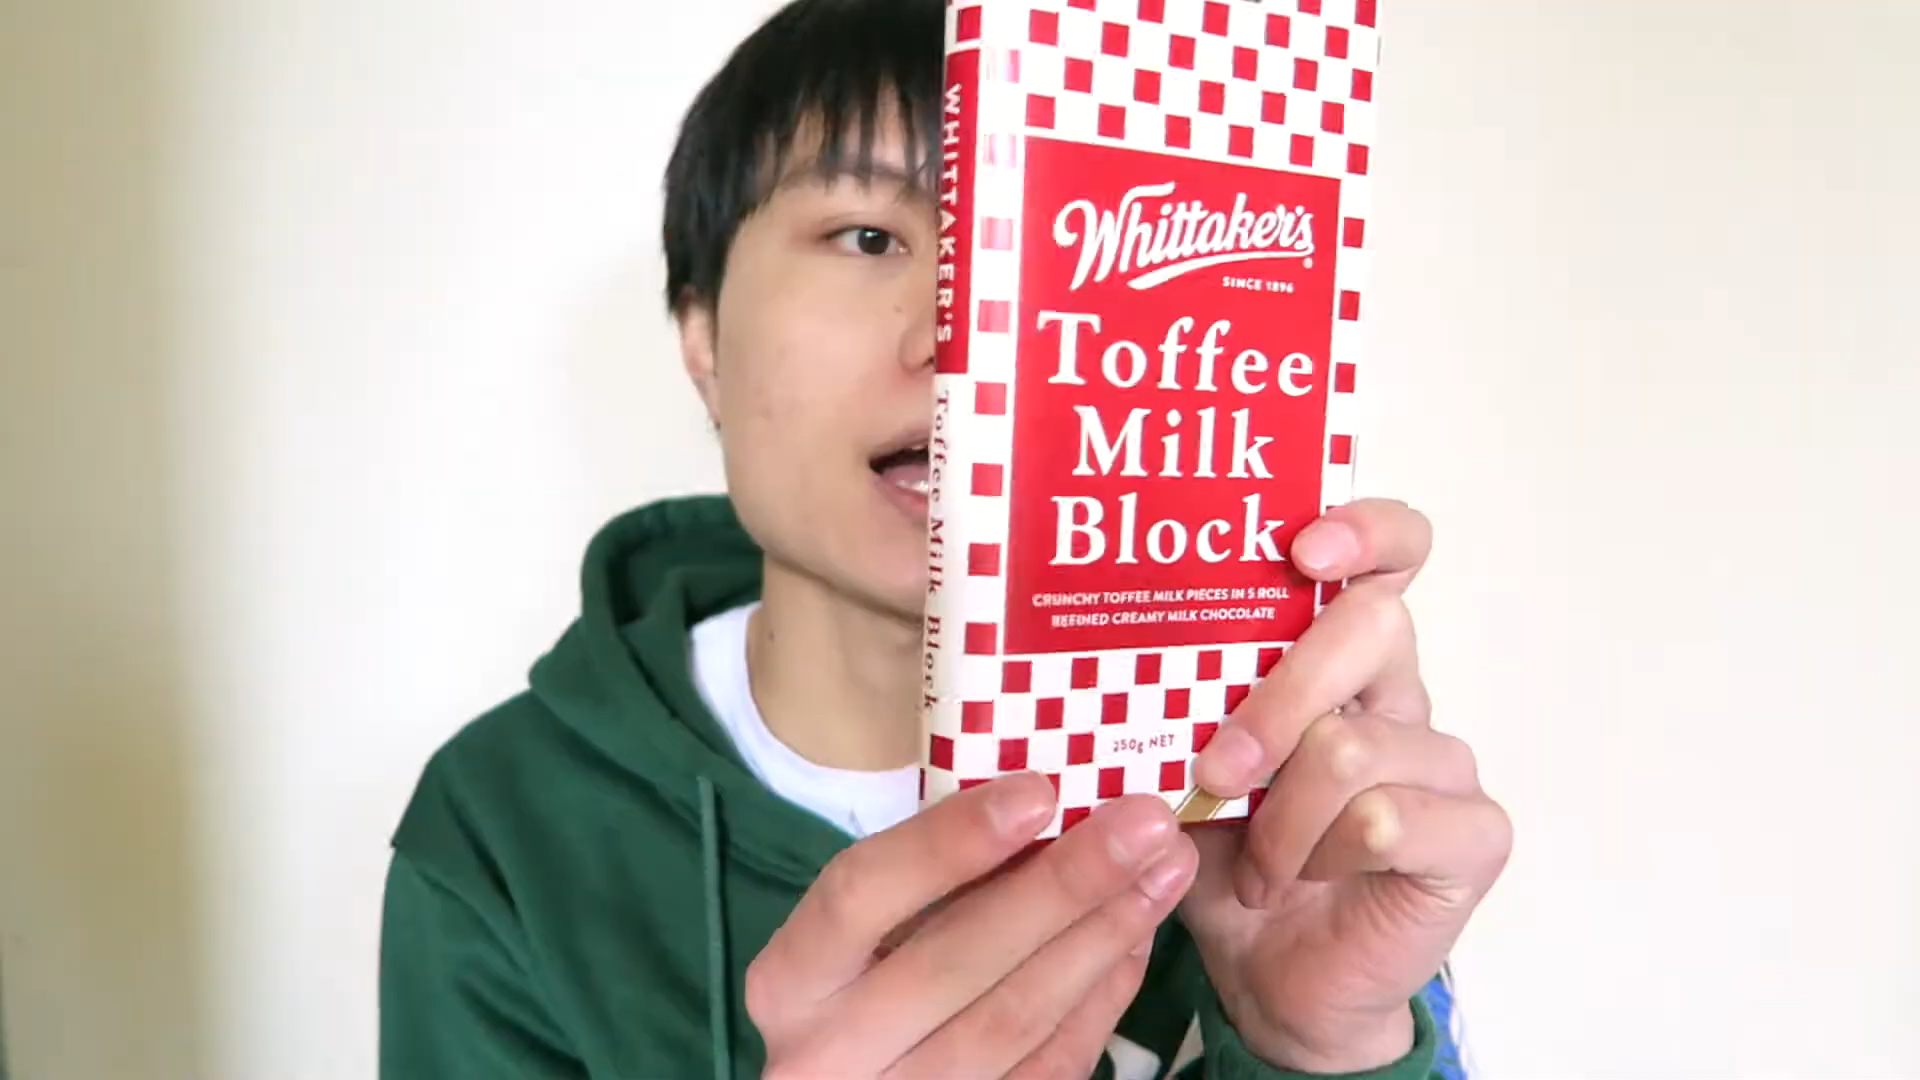 WHITTAKER'S
Toffee Milk Block
Whittaker's
SINCE 1896
Toffee
Milk
Block
CRUNCHY TOFFEE MILK PIECES IN 5 ROLL
REFINED CREAMY MILK CHOCOLATE
250g NET